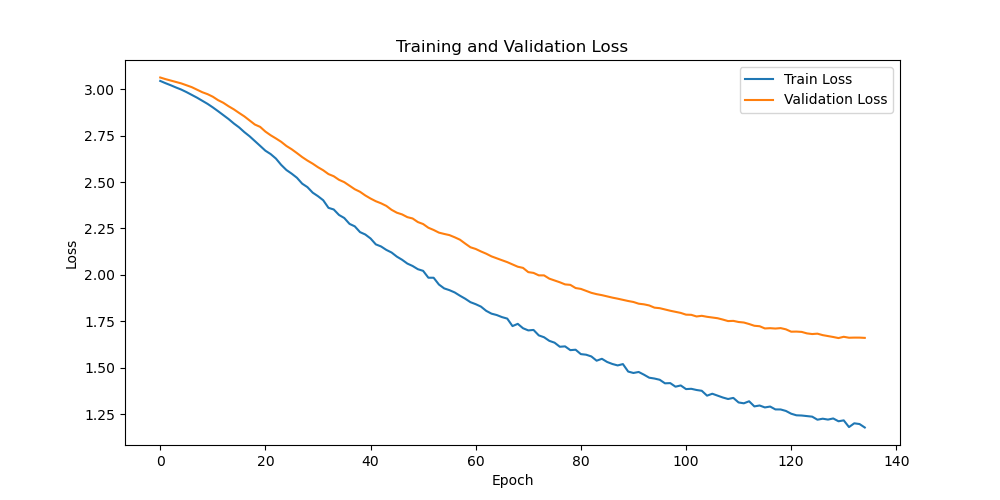 Training and Validation Loss
Train Loss
Validation Loss
3.00
2.75
2.50
2.25
2.00
1.75
1.50
1.25
Loss
0 20 40 60 80 100 120 140
Epoch